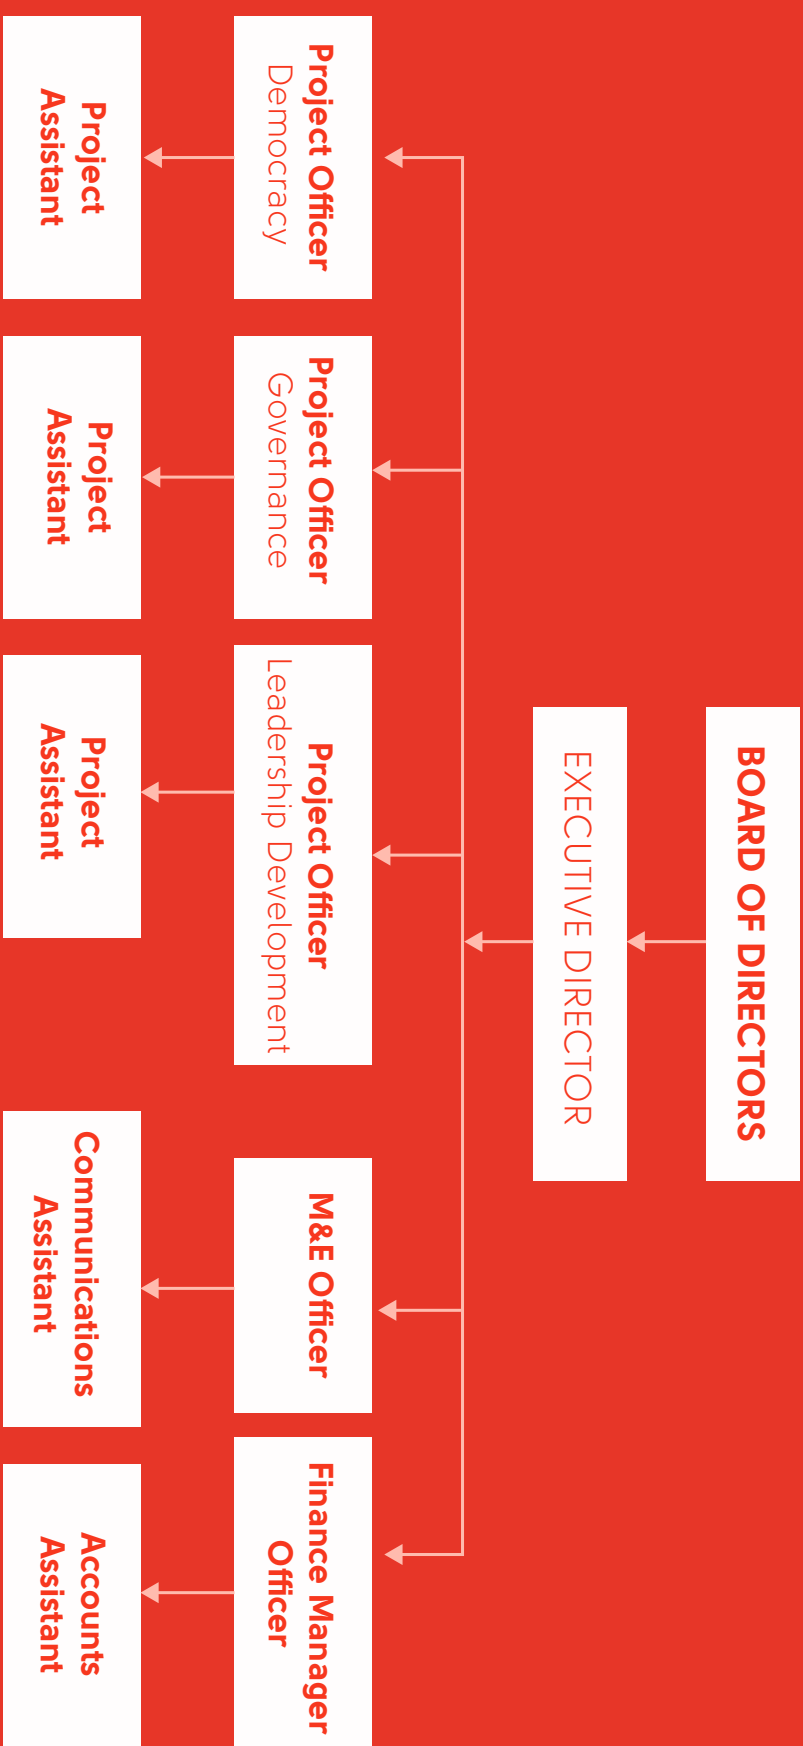 BOARD OF DIRECTORS
EXECUTIVE DIRECTOR
Project Officer
Democracy
Project Officer
Governance
Project Officer
Leadership Development
M&E Officer
Finance Manager
Officer
Project
Assistant
Project
Assistant
Project
Assistant
Communications
Assistant
Accounts
Assistant